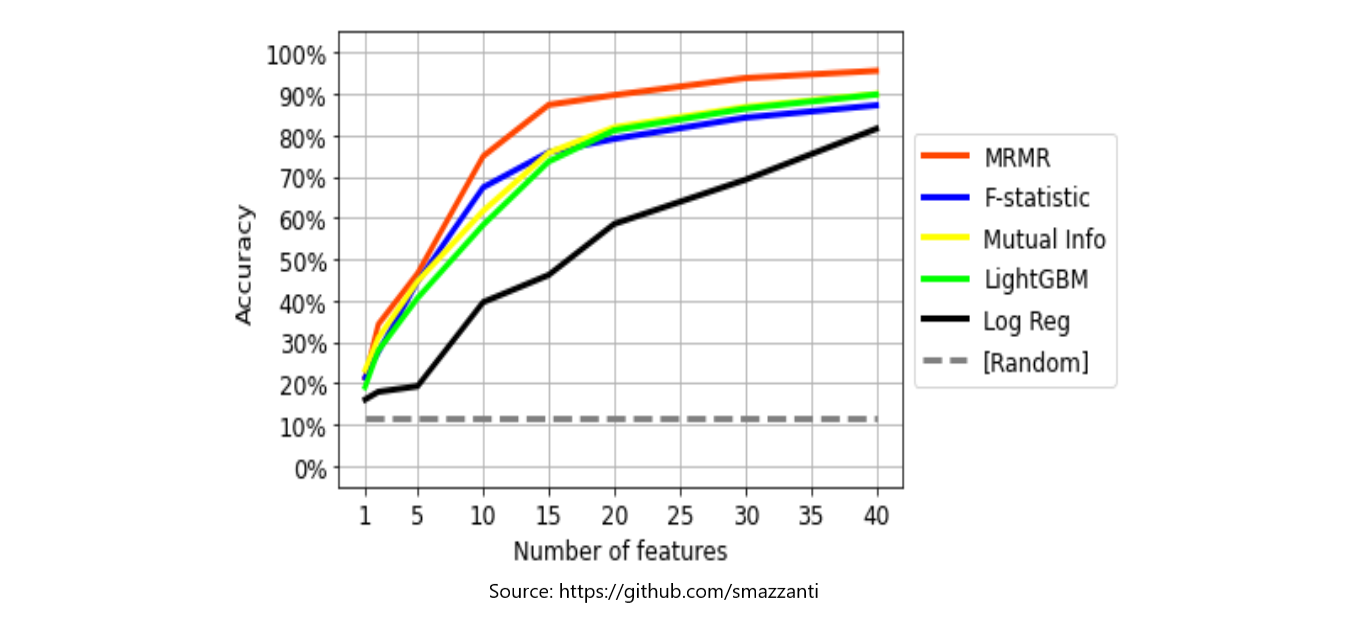 100%
90%
80%
70%
60%
50%
40%
30%
20%
10%
0%
Accuracy
1 5 10 15 20 25 30 35 40
Number of features
MRMR
F-statistic
Mutual Info
LightGBM
Log Reg
[Random]
Source: https://github.com/smazzanti